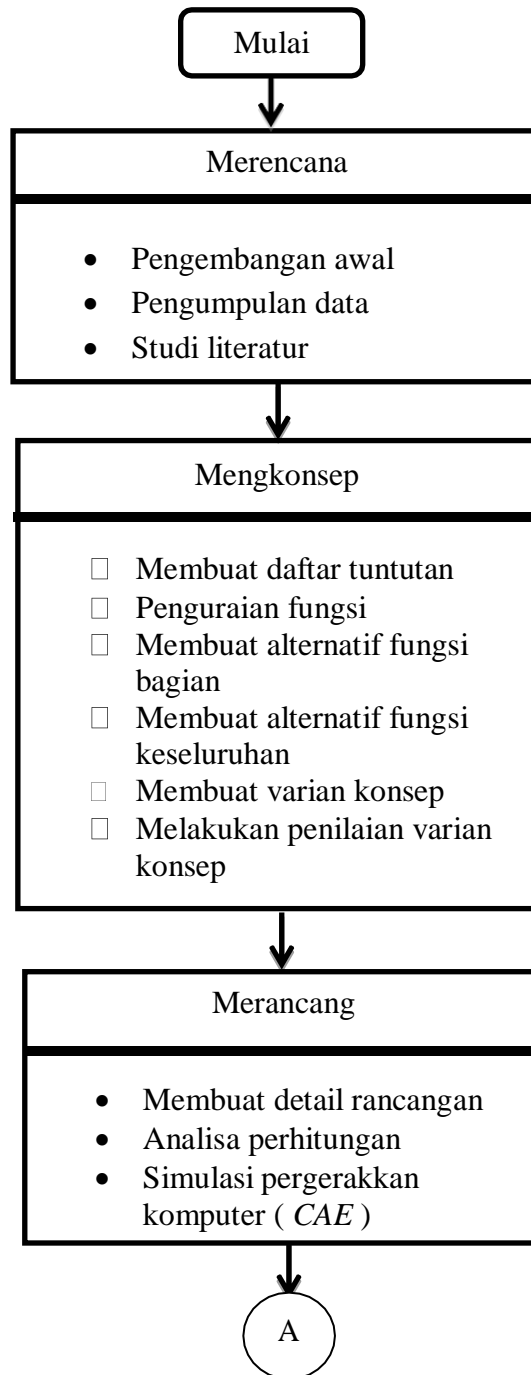 Mulai
Merencana
• Pengembangan awal
• Pengumpulan data
• Studi literatur
Mengkonsep
□ Membuat daftar tuntutan
□ Penguraian fungsi
□ Membuat alternatif fungsi
bagian
□ Membuat alternatif fungsi
keseluruhan
□ Membuat varian konsep
□ Melakukan penilaian varian
konsep
Merancang
• Membuat detail rancangan
• Analisa perhitungan
• Simulasi pergerakkan
komputer ( CAE )
A